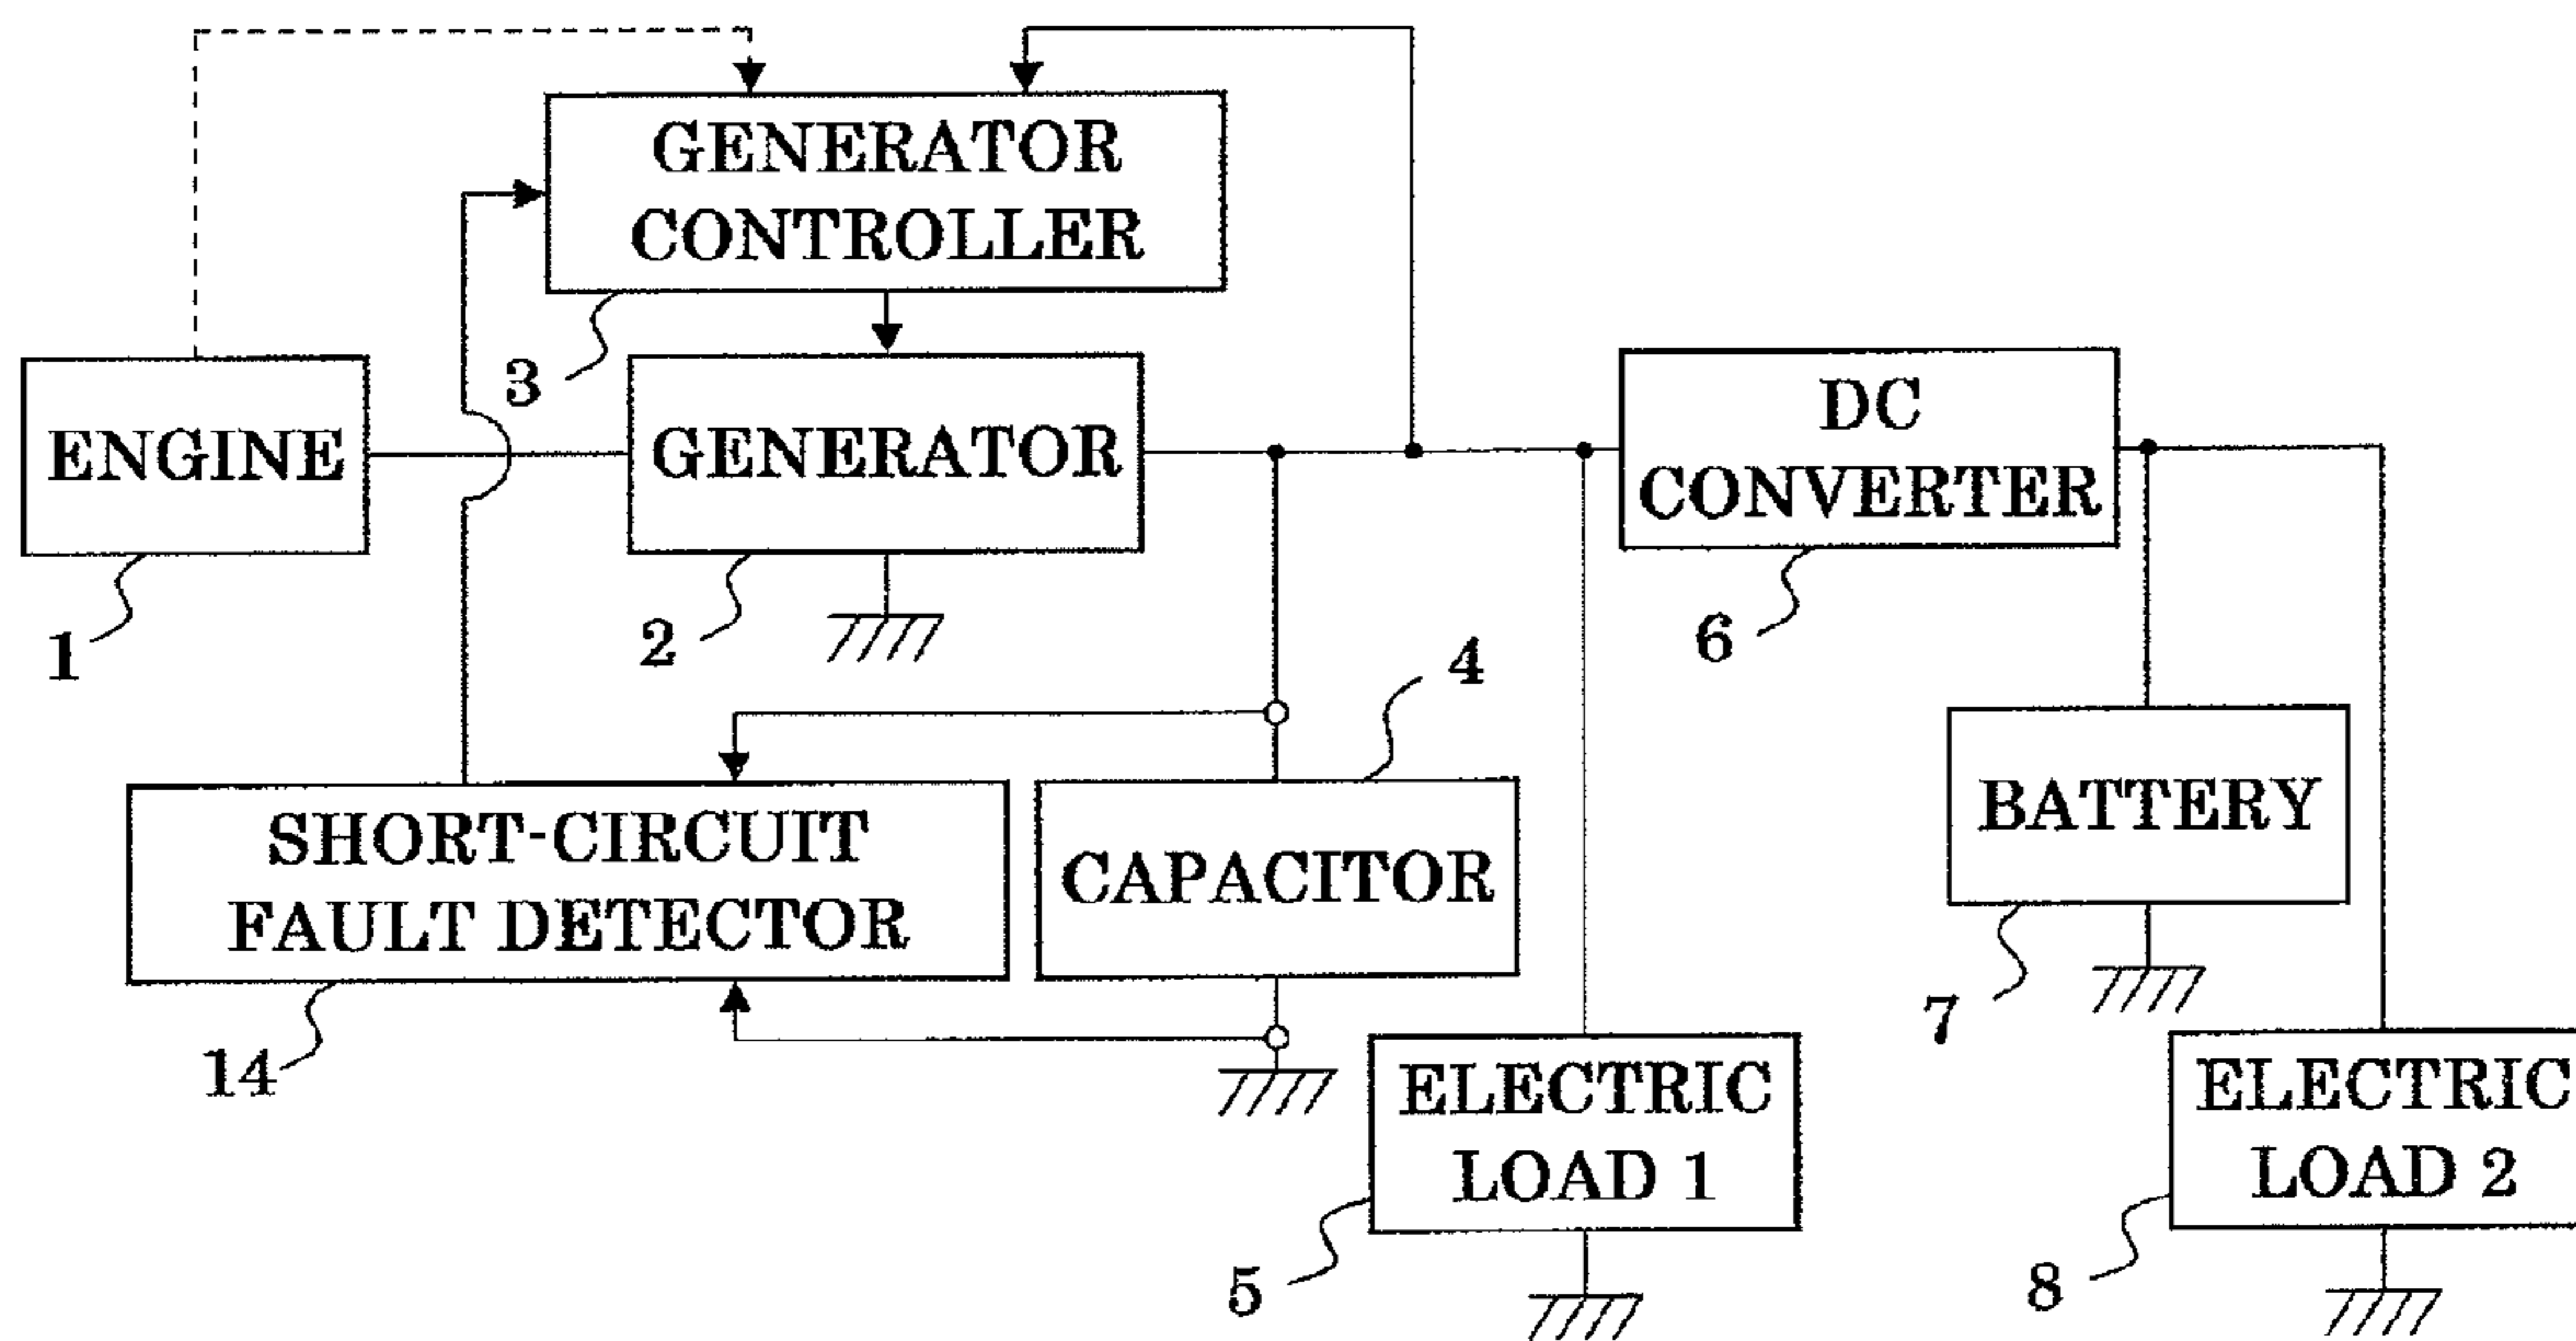 GENERATOR
CONTROLLER
3
ENGINE
1
GENERATOR
2
DC
CONVERTER
6
4
SHORT-CIRCUIT
FAULT DETECTOR
14
CAPACITOR
BATTERY
7
ELECTRIC
LOAD 1
5
ELECTRIC
LOAD 2
8